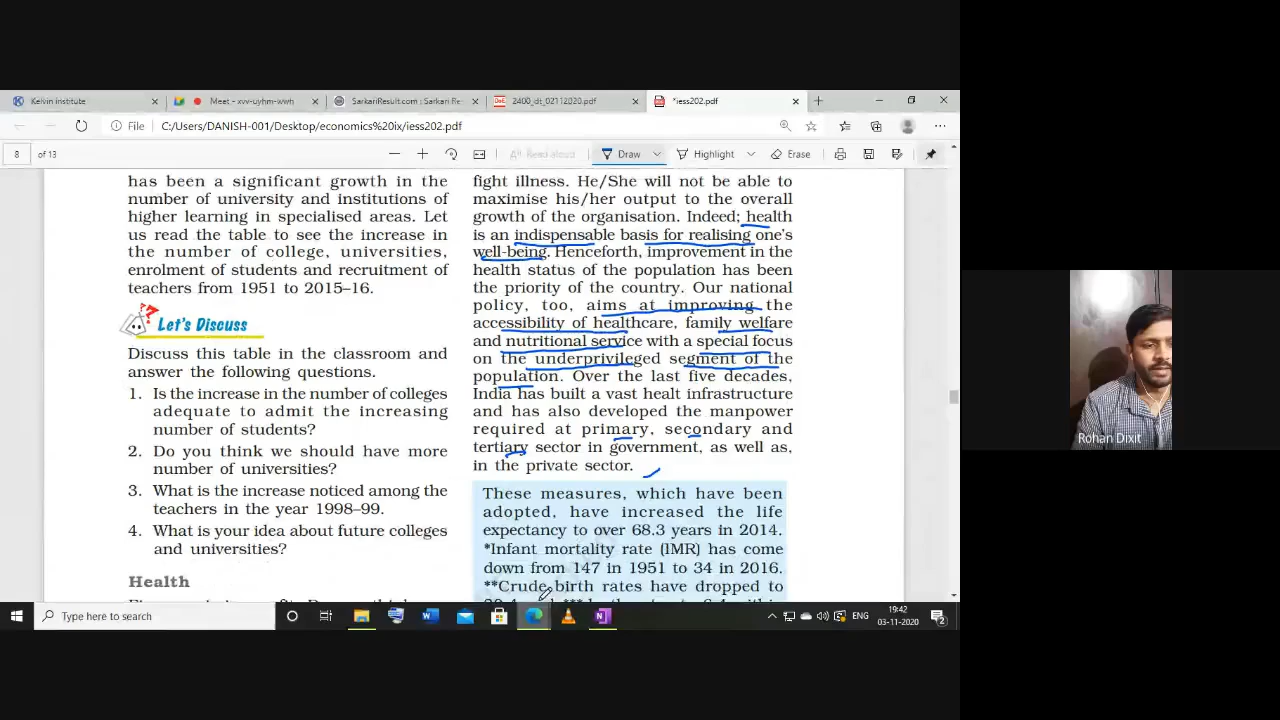 Kelvin institute
Meet - xvv-uyhm-wwh
SarkariResult.com : Sarkari Re
2400_dt_02112020.pdf
*iess202.pdf
File
C:/Users/DANISH-001/Desktop/economics%20ix/iess202.pdf
8 of 13
Read aloud
Draw
Highlight
Erase
has been a significant growth in the
number of university and institutions of
higher learning in specialised areas. Let
us read the table to see the increase in
the number of college, universities,
enrolment of students and recruitment of
teachers from 1951 to 2015–16.
Let's Discuss
Discuss this table in the classroom and
answer the following questions.
1. Is the increase in the number of colleges
adequate to admit the increasing
number of students?
2. Do you think we should have more
number of universities?
3. What is the increase noticed among the
teachers in the year 1998–99.
4. What is your idea about future colleges
and universities?
Health
fight illness. He/She will not be able to
maximise his/her output to the overall
growth of the organisation. Indeed; health
is an indispensable basis for realising one's
well-being. Henceforth, improvement in the
health status of the population has been
the priority of the country. Our national
policy, too, aims at improving the
accessibility of healthcare, family welfare
and nutritional service with a special focus
on the underprivileged segment of the
population. Over the last five decades,
India has built a vast healt infrastructure
and has also developed the manpower
required at primary, secondary and
tertiary sector in government, as well as,
in the private sector.
These measures, which have been
adopted, have increased the life
expectancy to over 68.3 years in 2014.
*Infant mortality rate (IMR) has come
down from 147 in 1951 to 34 in 2016.
**Crude birth rates have dropped to
Rohan Dixit
Type here to search
ENG
19:42
03-11-2020
2